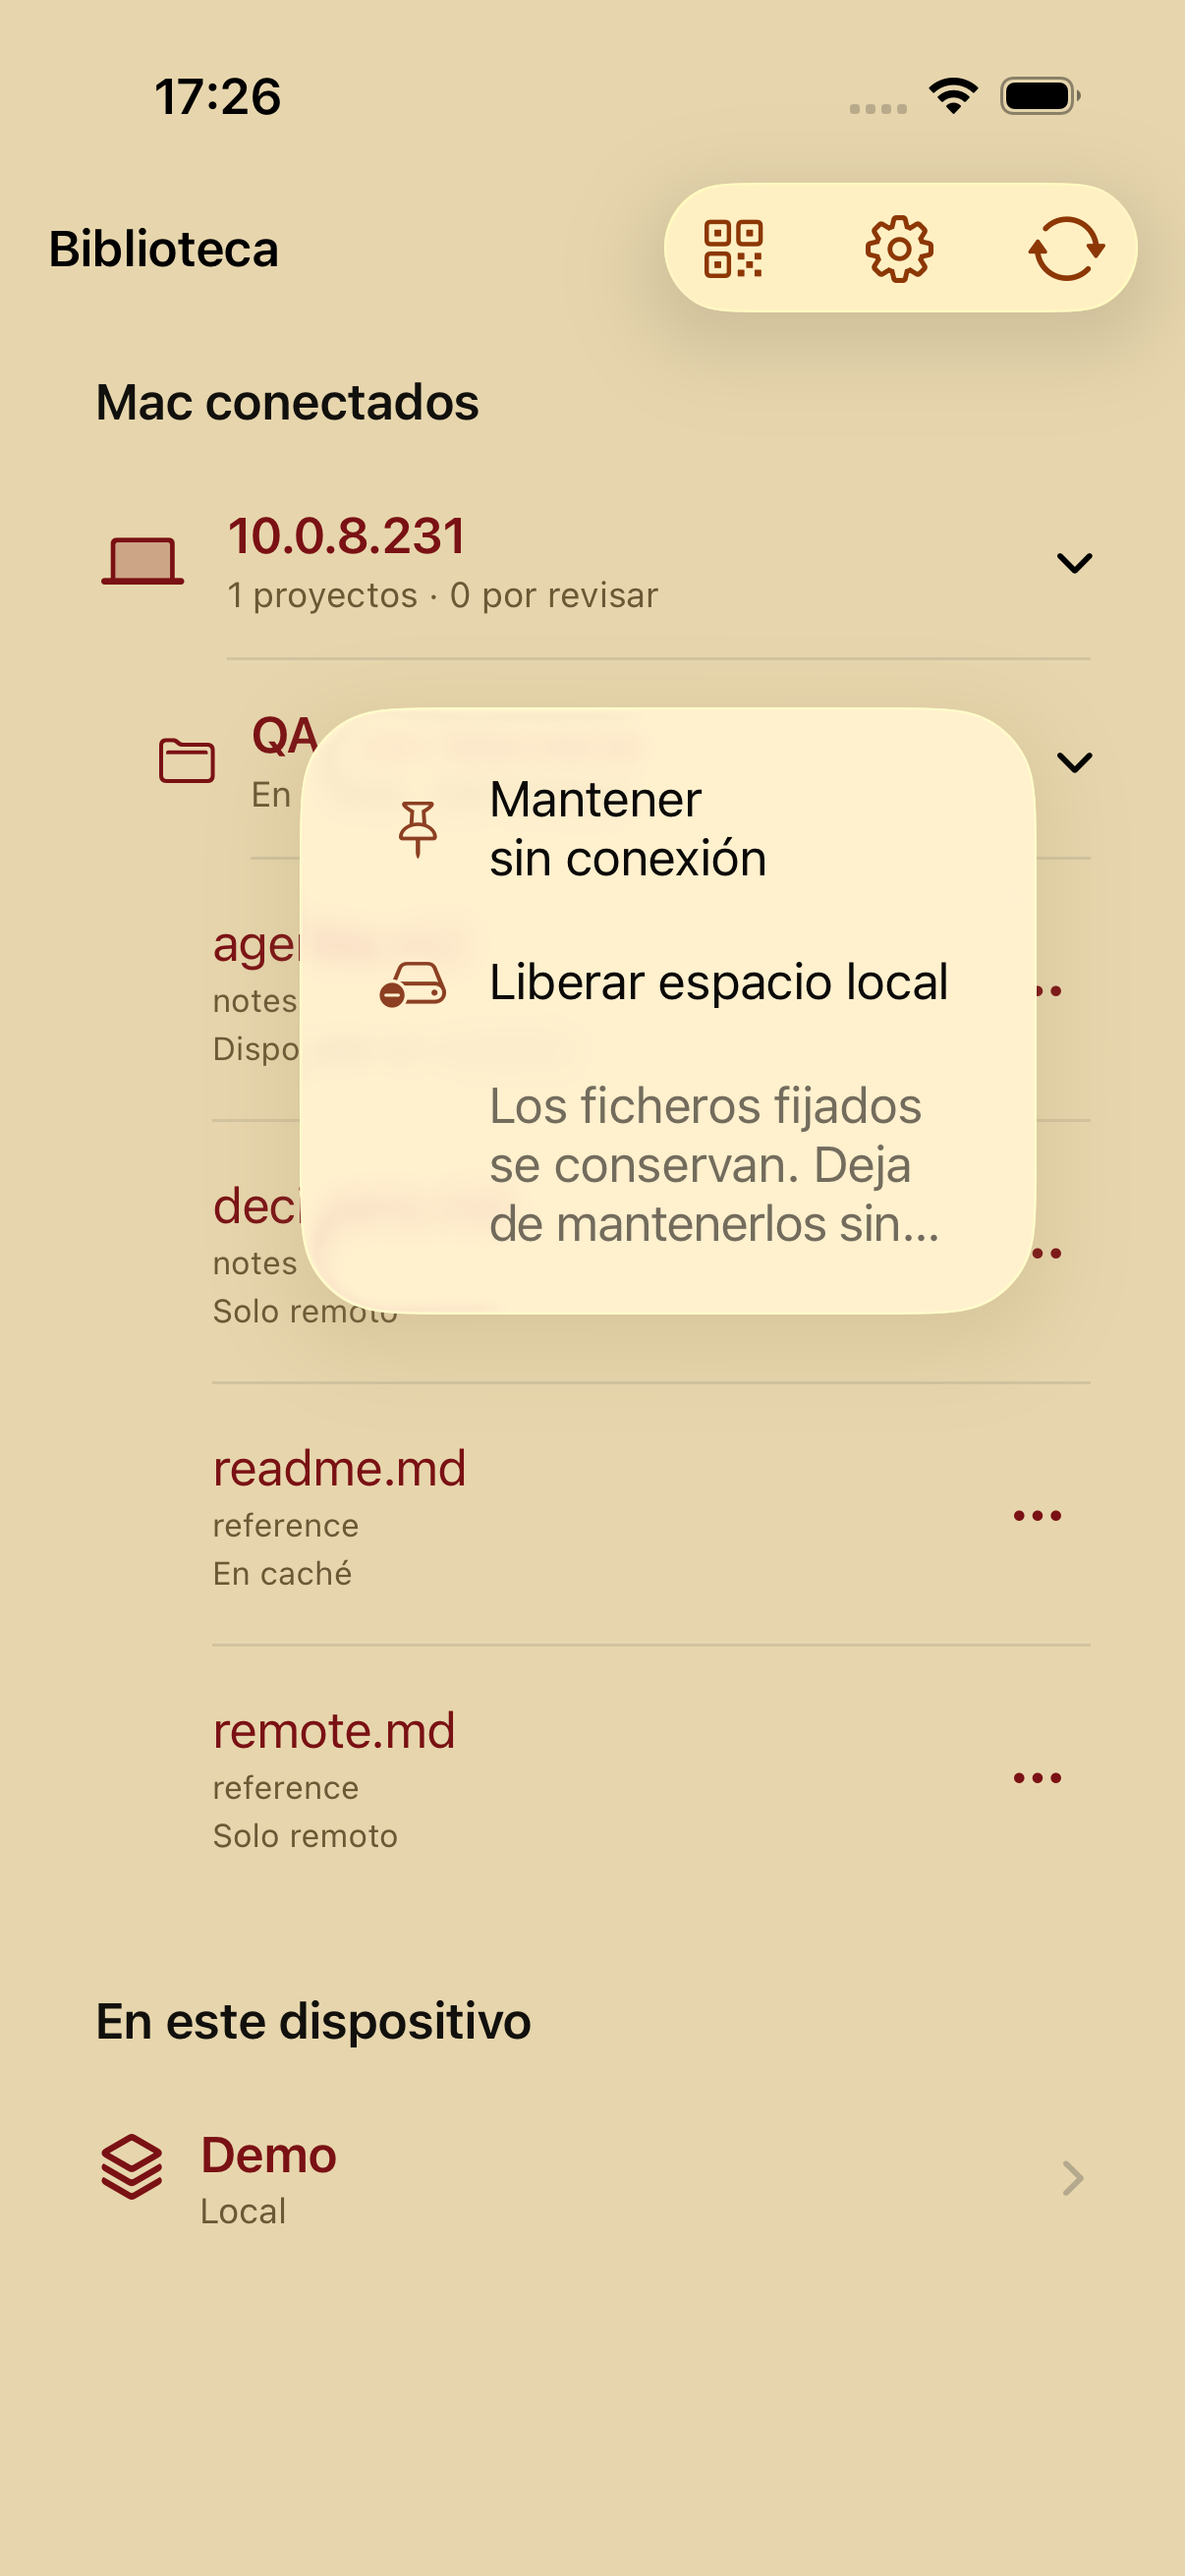 17:26
Biblioteca
Mac conectados
10.0.8.231
1 proyectos · 0 por revisar
QA
En
Mantener
sin conexión
notes
Liberar espacio local
Los ficheros fijados
se conservan. Deja
de mantenerlos sin...
notes
Solo remoto
readme.md
reference
En caché
remote.md
reference
Solo remoto
En este dispositivo
Demo
Local